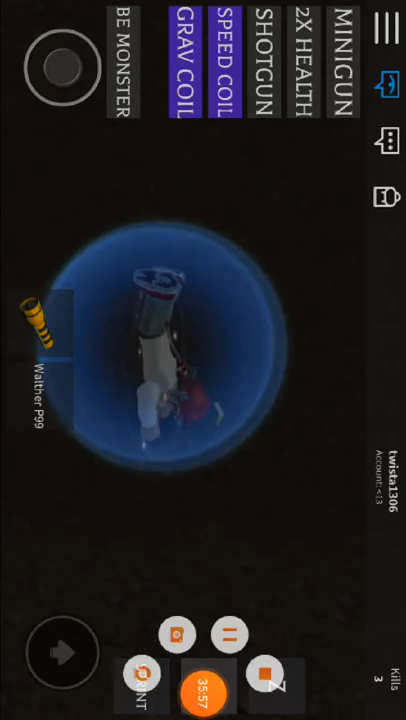 twista1306
Account: <13
Kills
3
MINIGUN
2X HEALTH
SHOTGUN
SPEED COIL
GRAV COIL
BE MONSTER
Walther P99
Z
35:57